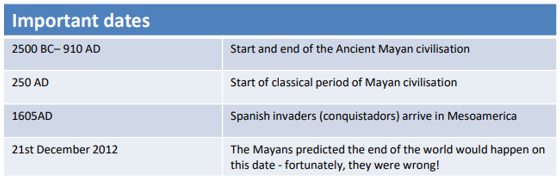 Important dates
2500 BC– 910 AD
Start and end of the Ancient Mayan civilisation
250 AD
Start of classical period of Mayan civilisation
1605AD
Spanish invaders (conquistadors) arrive in Mesoamerica
21st December 2012
The Mayans predicted the end of the world would happen on
this date - fortunately, they were wrong!